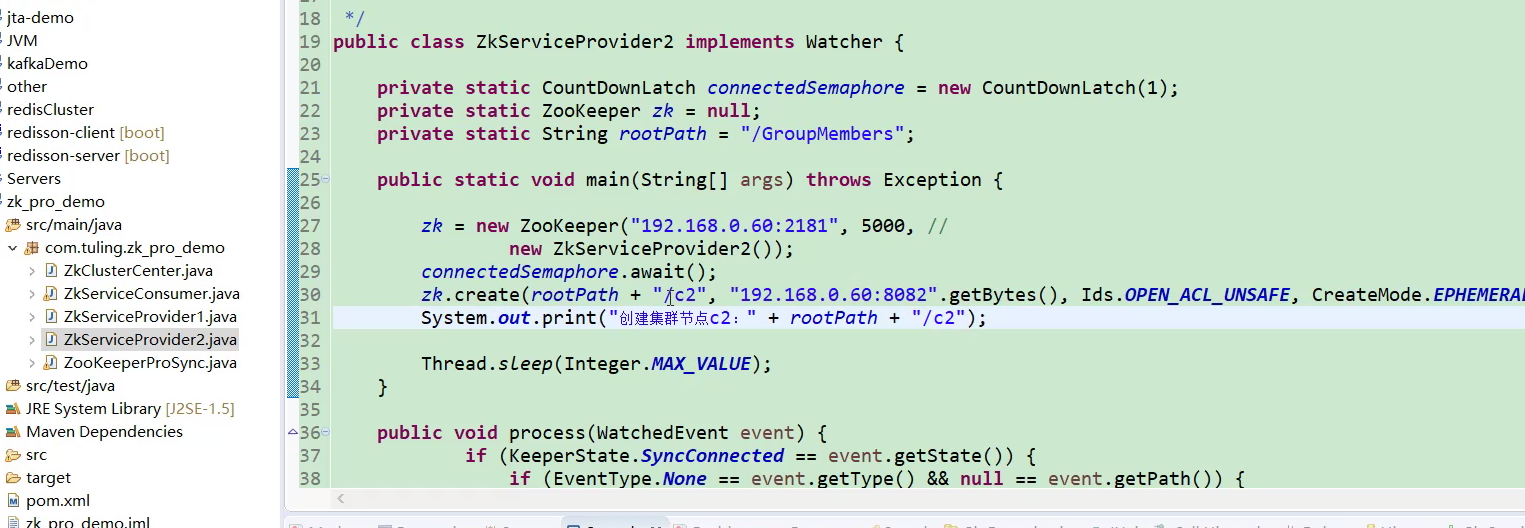 jta-demo
JVM
kafkaDemo
other
redisCluster
redisson-client [boot]
redisson-server [boot]
Servers
zk_pro_demo
src/main/java
com.tuling.zk_pro_demo
ZkClusterCenter.java
ZkServiceConsumer.java
ZkServiceProvider1.java
ZkServiceProvider2.java
ZooKeeperProSync.java
src/test/java
JRE System Library [J2SE-1.5]
Maven Dependencies
src
target
pom.xml
zk_pro_demo.iml
18 */
19 public class ZkServiceProvider2 implements Watcher {
20
21 private static CountDownLatch connectedSemaphore = new CountDownLatch(1);
22 private static ZooKeeper zk = null;
23 private static String rootPath = "/GroupMembers";
24
25 public static void main(String[] args) throws Exception {
26
27 zk = new ZooKeeper("192.168.0.60:2181", 5000, //
28 new ZkServiceProvider2());
29 connectedSemaphore.await();
30 zk.create(rootPath + "/c2", "192.168.0.60:8082".getBytes(), Ids.OPEN_ACL_UNSAFE, CreateMode.EPHEMERAL
31 System.out.print("创建集群节点c2：" + rootPath + "/c2");
32
33 Thread.sleep(Integer.MAX_VALUE);
34 }
35
36 public void process(WatchedEvent event) {
37 if (KeeperState.SyncConnected == event.getState()) {
38 if (EventType.None == event.getType() && null == event.getPath()) {